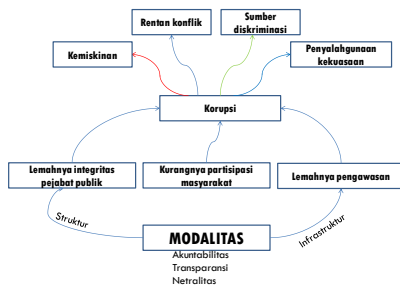 Rentan konflik
Sumber
diskriminasi
Kemiskinan
Penyalahgunaan
kekuasaan
Korupsi
Lemahnya integritas
pejabat publik
Kurangnya partisipasi
masyarakat
Lemahnya pengawasan
Struktur
Infrastruktur
MODALITAS
Akuntabilitas
Transparansi
Netralitas